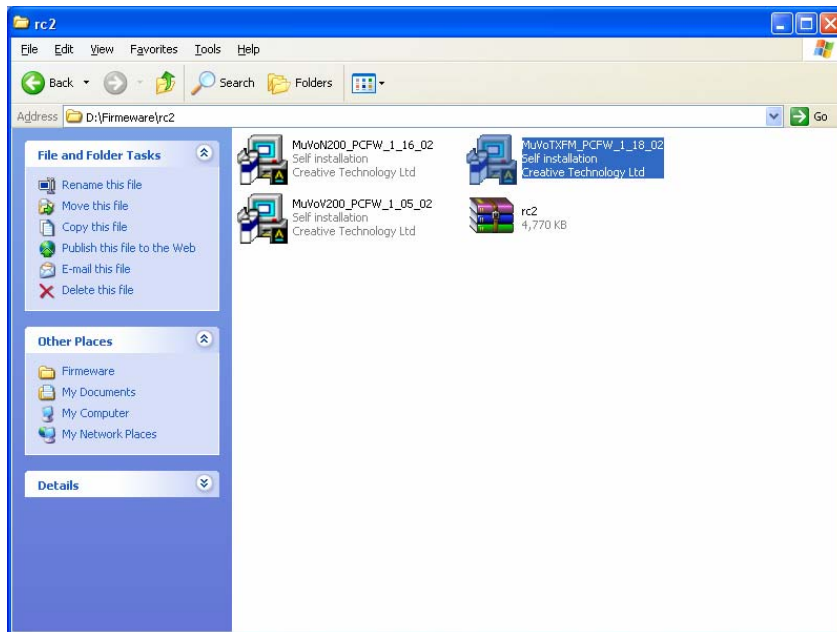 rc2
File Edit View Favorites Tools Help
Back Search Folders
Address D:\Firmeware\rc2 Go
File and Folder Tasks
Rename this file
Move this file
Copy this file
Publish this file to the Web
E-mail this file
Delete this file
Other Places
Firmeware
My Documents
My Computer
My Network Places
Details
MuVoN200_PCFW_1_16_02
Self installation
Creative Technology Ltd
MuVoTXFM_PCFW_1_18_02
Self installation
Creative Technology Ltd
MuVoV200_PCFW_1_05_02
Self installation
Creative Technology Ltd
rc2
4,770 KB